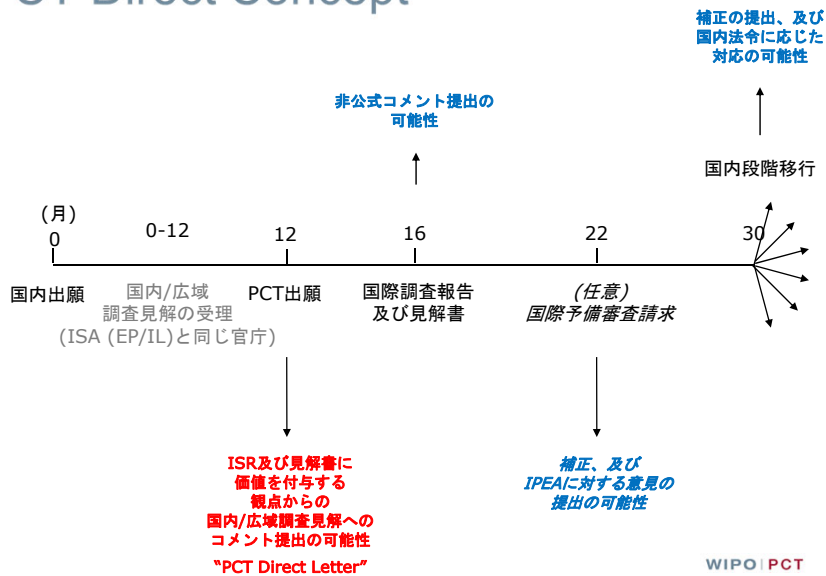 CT Direct Concept
補正の提出、及び
国内法令に応じた
対応の可能性
非公式コメント提出の
可能性
国内段階移行
(月)
0
0-12
12
16
22
30
国内出願
国内/広域
調査見解の受理
(ISA (EP/IL)と同じ官庁)
PCT出願
国際調査報告
及び見解書
(任意)
国際予備審査請求
ISR及び見解書に
価値を付与する
観点からの
国内/広域調査見解への
コメント提出の可能性
“PCT Direct Letter”
補正、及び
IPEAに対する意見の
提出の可能性
WIPO|PCT